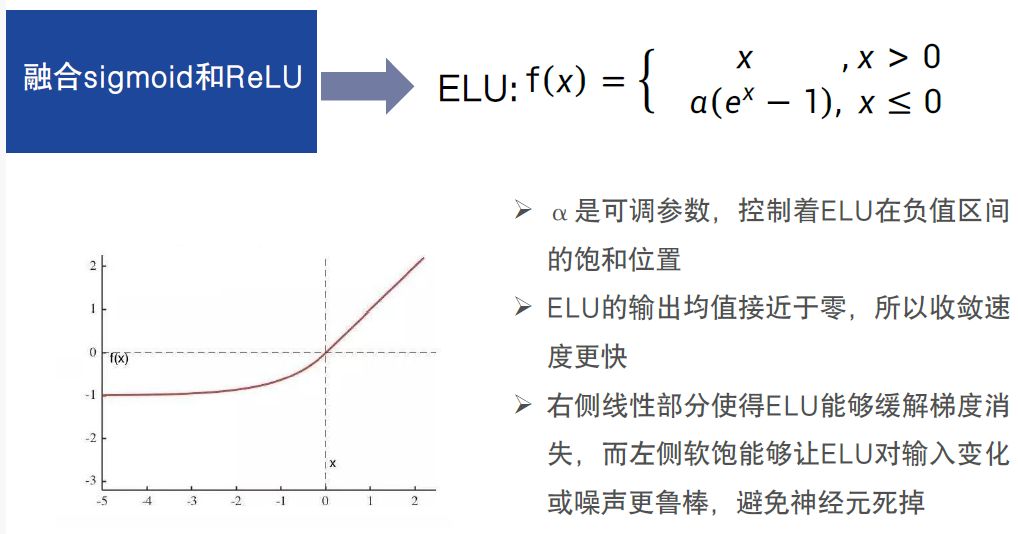 融合sigmoid和ReLU
ELU: f(x) = { x , x > 0
α(eˣ − 1), x ≤ 0
➢ α是可调参数，控制着ELU在负值区间
的饱和位置
➢ ELU的输出均值接近于零，所以收敛速
度更快
➢ 右侧线性部分使得ELU能够缓解梯度消
失，而左侧软饱能够让ELU对输入变化
或噪声更鲁棒，避免神经元死掉
2
1
0
f(x)
-1
-2
x
-3
-5 -4 -3 -2 -1 0 1 2